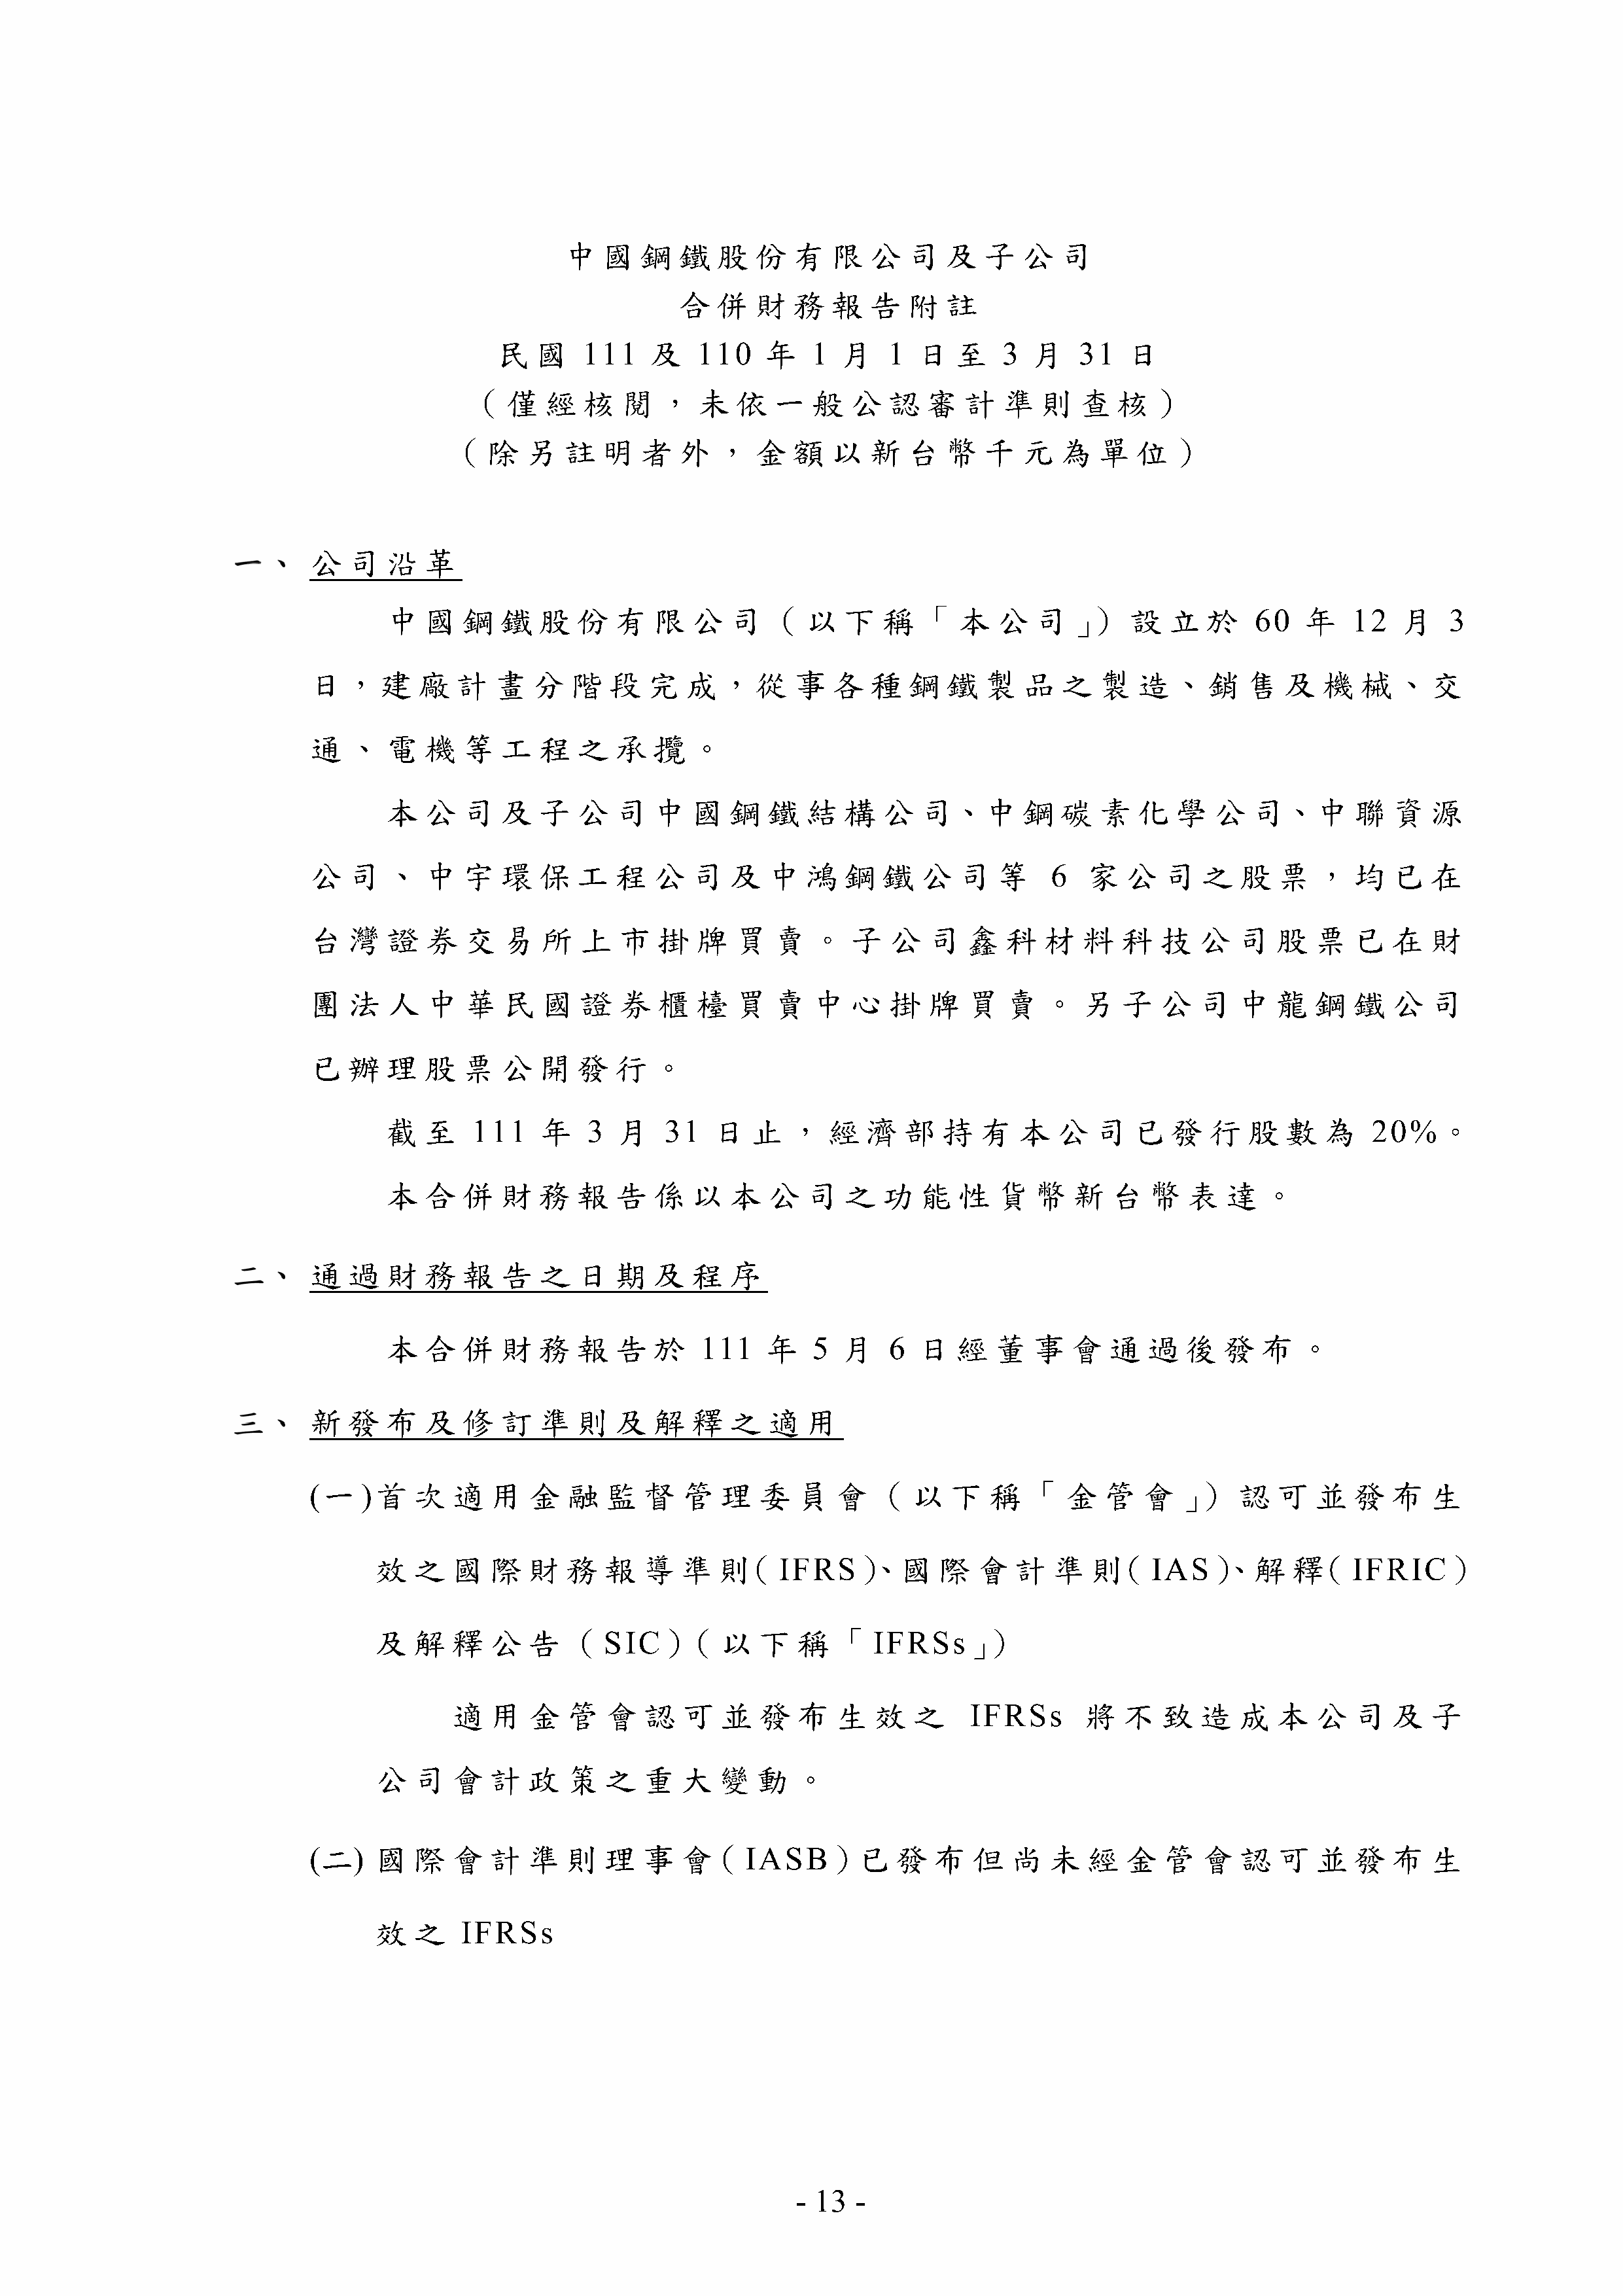 中國鋼鐵股份有限公司及子公司
合併財務報告附註
民國 111 及 110 年 1 月 1 日至 3 月 31 日
（僅經核閱，未依一般公認審計準則查核）
（除另註明者外，金額以新台幣千元為單位）
一、公司沿革
中國鋼鐵股份有限公司（以下稱「本公司」）設立於 60 年 12 月 3
日，建廠計畫分階段完成，從事各種鋼鐵製品之製造、銷售及機械、交
通、電機等工程之承攬。
本公司及子公司中國鋼鐵結構公司、中鋼碳素化學公司、中聯資源
公司、中宇環保工程公司及中鴻鋼鐵公司等 6 家公司之股票，均已在
台灣證券交易所上市掛牌買賣。子公司鑫科材料科技公司股票已在財
團法人中華民國證券櫃檯買賣中心掛牌買賣。另子公司中龍鋼鐵公司
已辦理股票公開發行。
截至 111 年 3 月 31 日止，經濟部持有本公司已發行股數為 20%。
本合併財務報告係以本公司之功能性貨幣新台幣表達。
二、通過財務報告之日期及程序
本合併財務報告於 111 年 5 月 6 日經董事會通過後發布。
三、新發布及修訂準則及解釋之適用
(一)首次適用金融監督管理委員會（以下稱「金管會」）認可並發布生
效之國際財務報導準則（IFRS）、國際會計準則（IAS）、解釋（IFRIC）
及解釋公告（SIC）（以下稱「IFRSs」）
適用金管會認可並發布生效之 IFRSs 將不致造成本公司及子
公司會計政策之重大變動。
(二) 國際會計準則理事會（IASB）已發布但尚未經金管會認可並發布生
效之 IFRSs
- 13 -